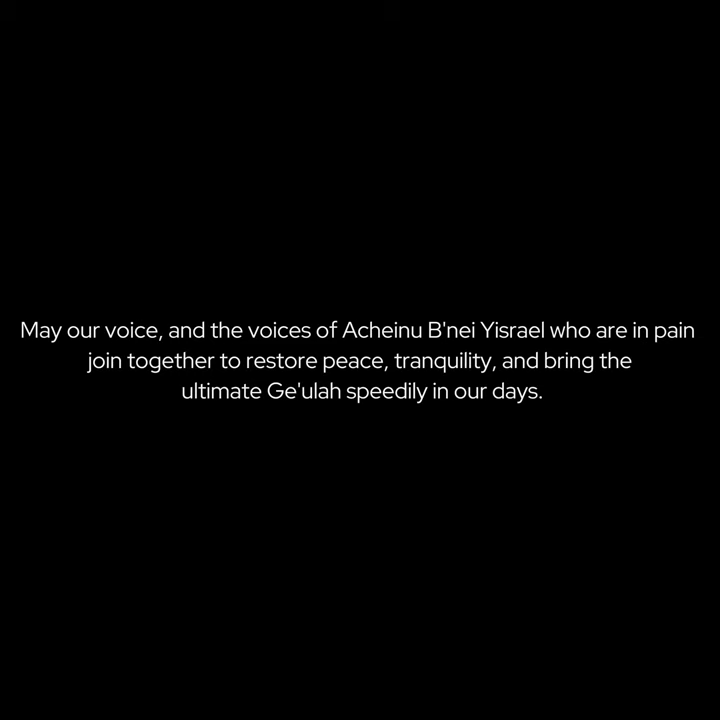 May our voice, and the voices of Acheinu B'nei Yisrael who are in pain
join together to restore peace, tranquility, and bring the
ultimate Ge'ulah speedily in our days.